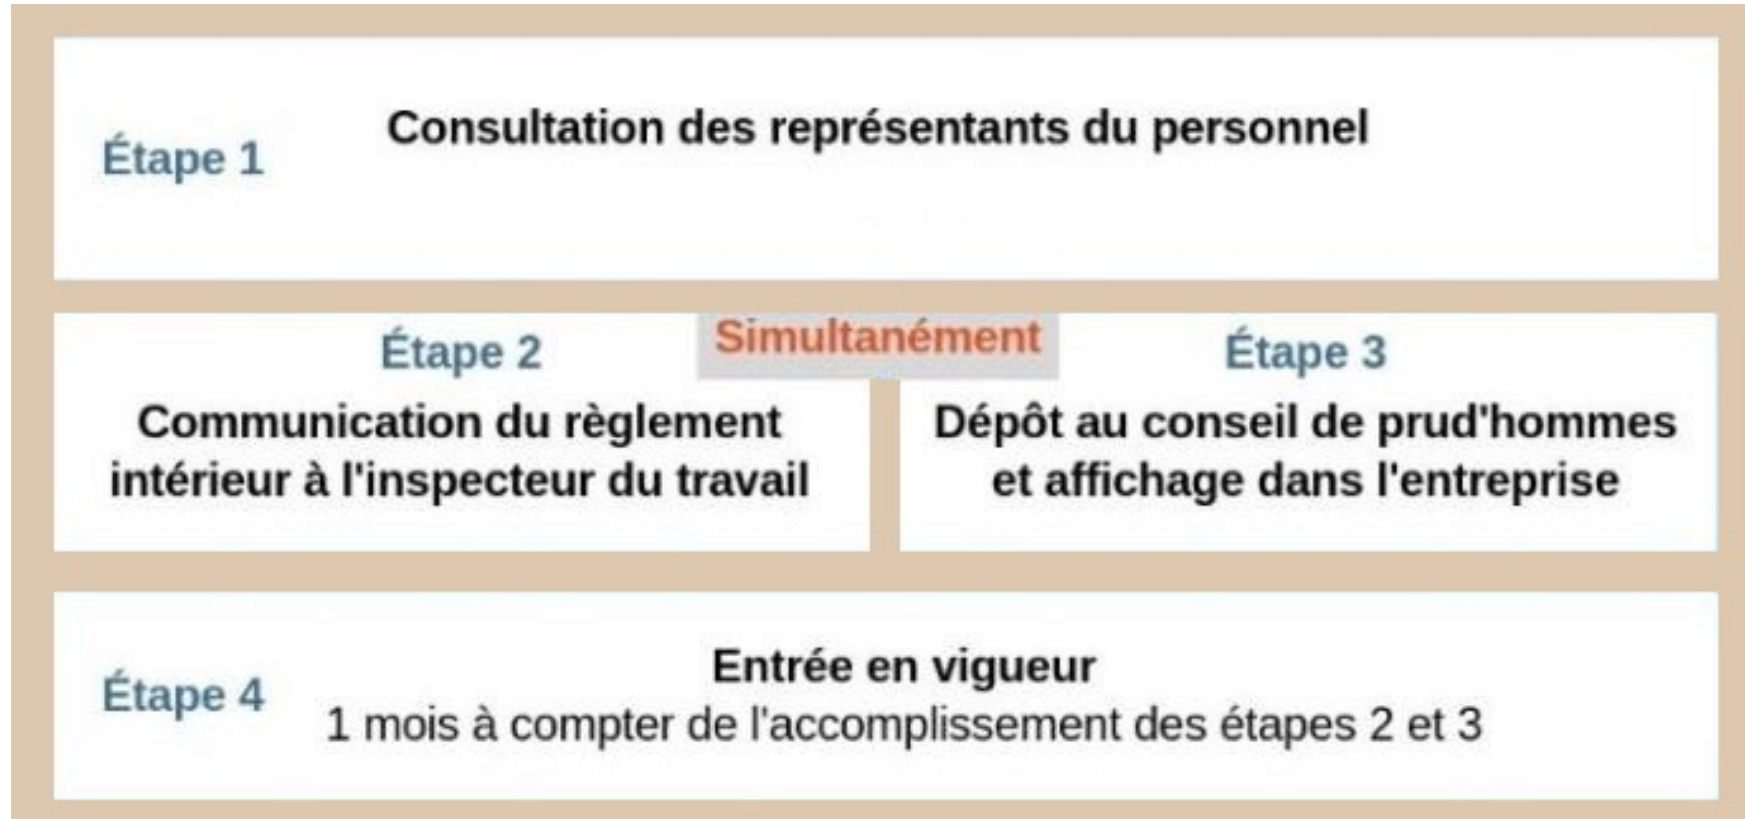 Étape 1
Consultation des représentants du personnel
Simultanément
Étape 2
Communication du règlement
intérieur à l'inspecteur du travail
Étape 3
Dépôt au conseil de prud'hommes
et affichage dans l'entreprise
Étape 4
Entrée en vigueur
1 mois à compter de l'accomplissement des étapes 2 et 3